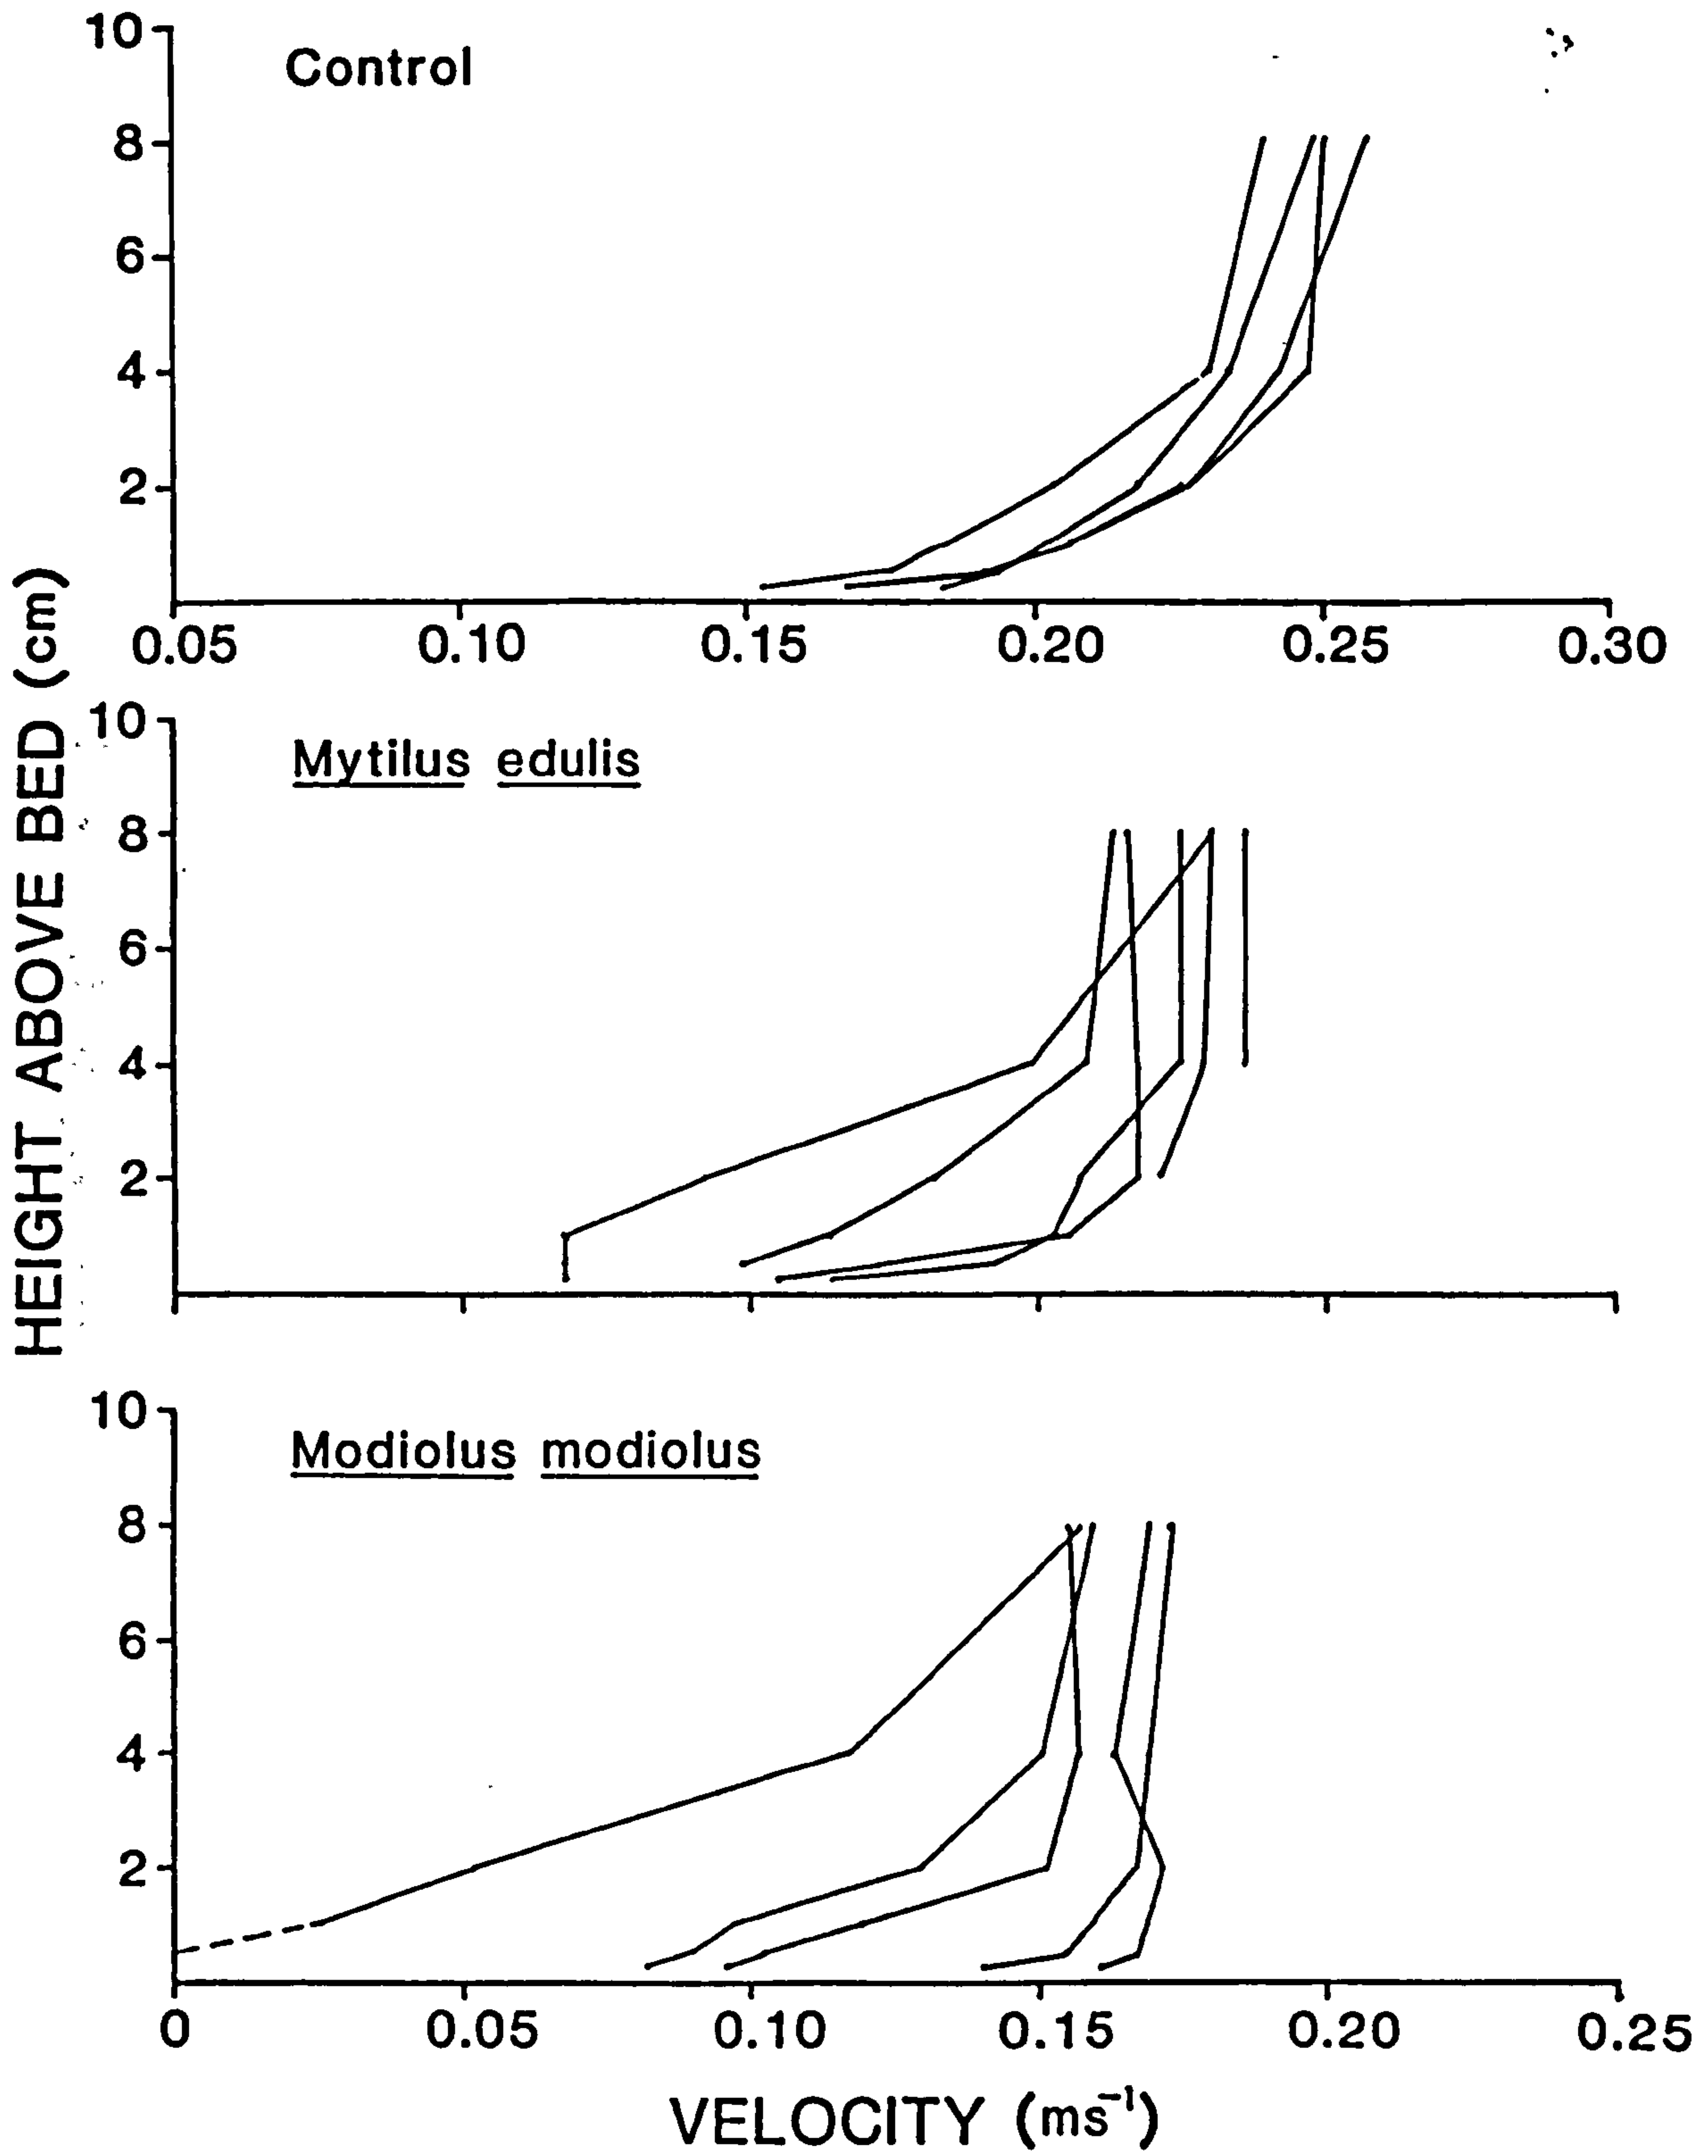 HEIGHT ABOVE BED (cm)
Control
10
8
6
4
2
0.05 0.10 0.15 0.20 0.25 0.30
Mytilus edulis
10
8
6
4
2
Modiolus modiolus
10
8
6
4
2
0 0.05 0.10 0.15 0.20 0.25
VELOCITY (ms⁻¹)